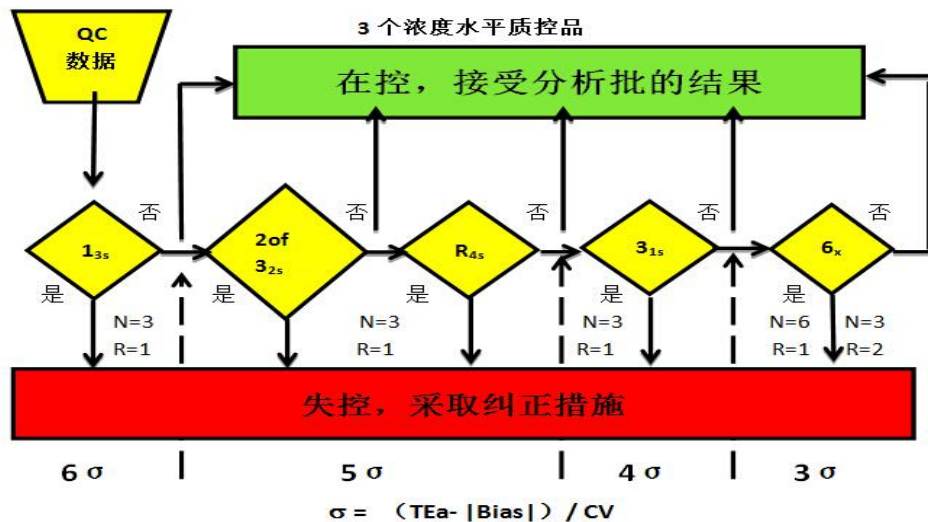 3 个浓度水平质控品
QC
数据
在控，接受分析批的结果
否
否
否
否
否
1₃ₛ
2of
3₂ₛ
R₄ₛ
3₁ₛ
6ₓ
是
是
是
是
是
N=3
R=1
N=3
R=1
N=3
R=1
N=6
R=1
N=3
R=2
失控，采取纠正措施
6 σ
5 σ
4 σ
3 σ
σ = （TEa- |Bias|）/ CV